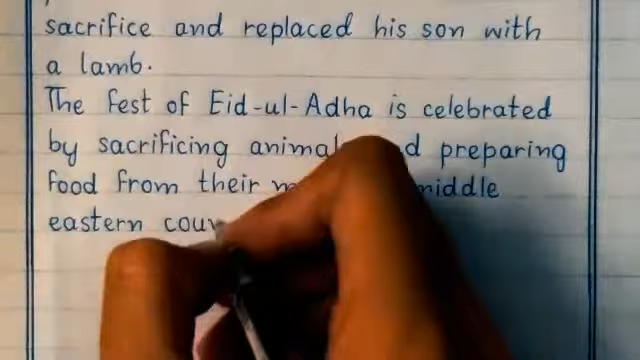 sacrifice and replaced his son with
a lamb.
The fest of Eid-ul-Adha is celebrated
by sacrificing preparing
food from their middle
eastern